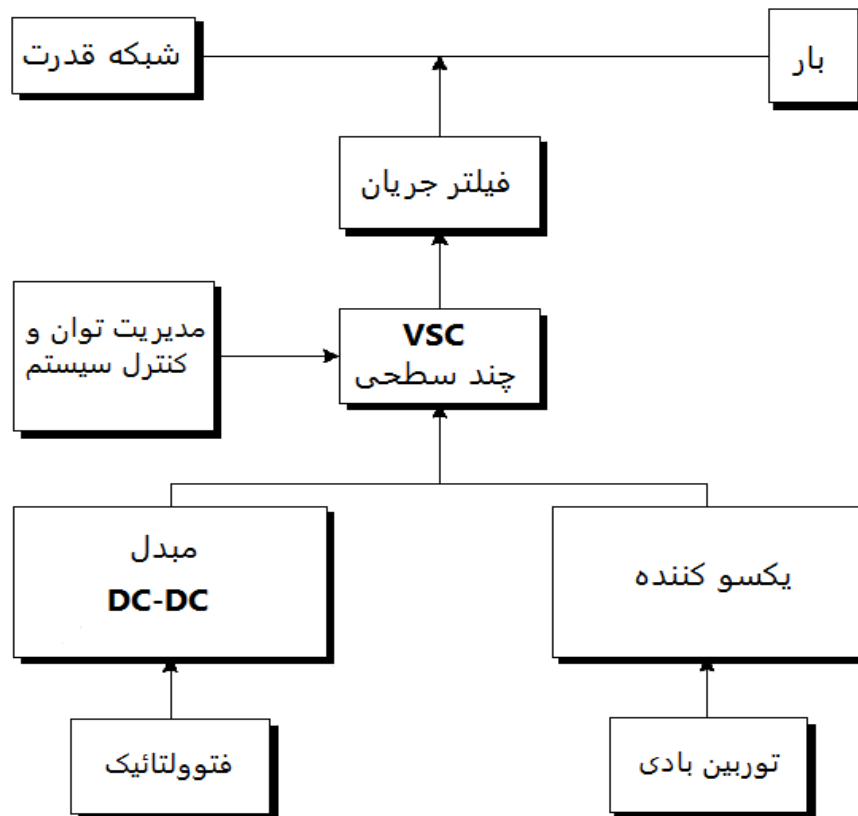 شبکه قدرت
بار
فیلتر جریان
مدیریت توان و
کنترل سیستم
VSC
چند سطحی
مبدل
DC-DC
یکسو کننده
فتوولتائیک
توربین بادی